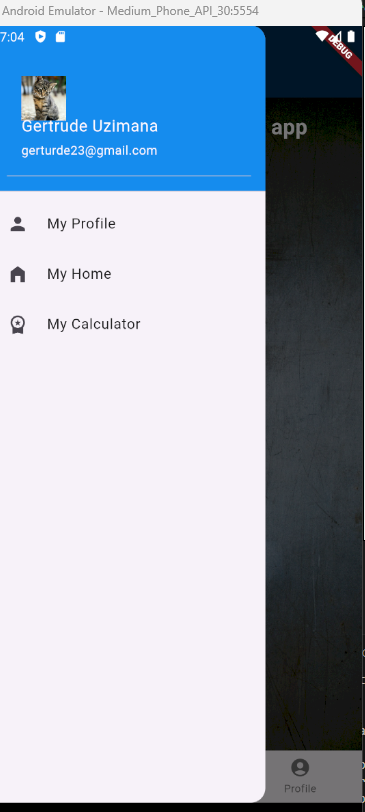 Android Emulator - Medium_Phone_API_30:5554
7:04
DEBUG
app
Gertrude Uzimana
gerturde23@gmail.com
My Profile
My Home
My Calculator
Profile